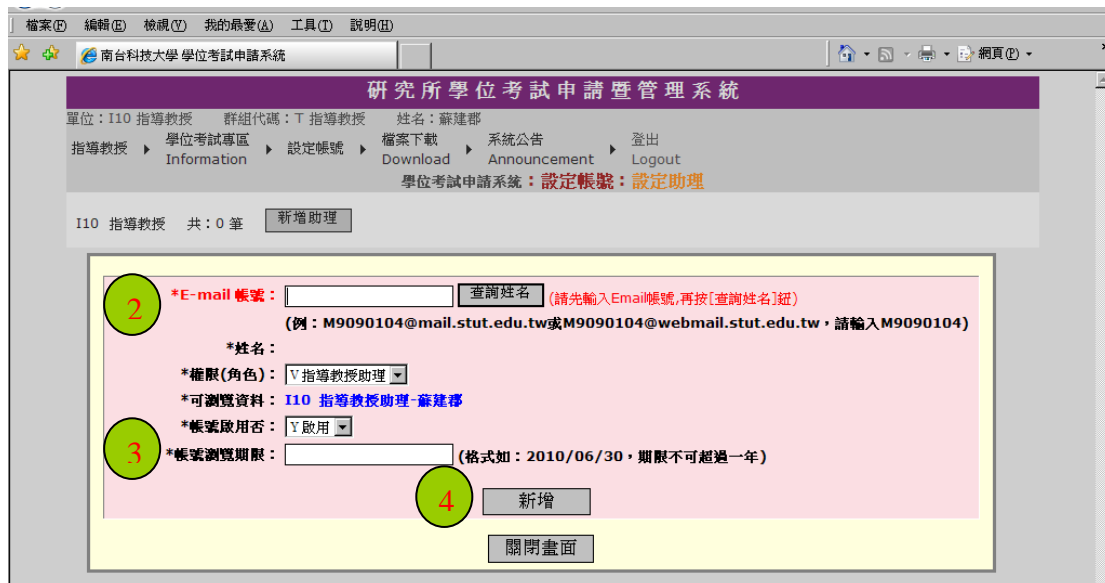 檔案(F) 編輯(E) 檢視(V) 我的最愛(A) 工具(T) 說明(H)
南台科技大學 學位考試申請系統 網頁(P)
研究所學位考試申請暨管理系統
單位：I10 指導教授 群組代碼：T 指導教授 姓名：蘇建郡
指導教授 學位考試專區 Information 設定帳號 檔案下載 Download 系統公告 Announcement 登出 Logout
學位考試申請系統：設定帳號：設定助理
I10 指導教授 共：0 筆 新增助理
2 *E-mail 帳號： 查詢姓名 (請先輸入Email帳號,再按[查詢姓名]鈕)
(例：M9090104@mail.stut.edu.tw或M9090104@webmail.stut.edu.tw，請輸入M9090104)
*姓名：
*權限(角色)： V 指導教授助理
*可瀏覽資料： I10 指導教授助理-蘇建郡
*帳號啟用否： Y 啟用
3 *帳號瀏覽期限： (格式如：2010/06/30，期限不可超過一年)
4 新增
關閉畫面